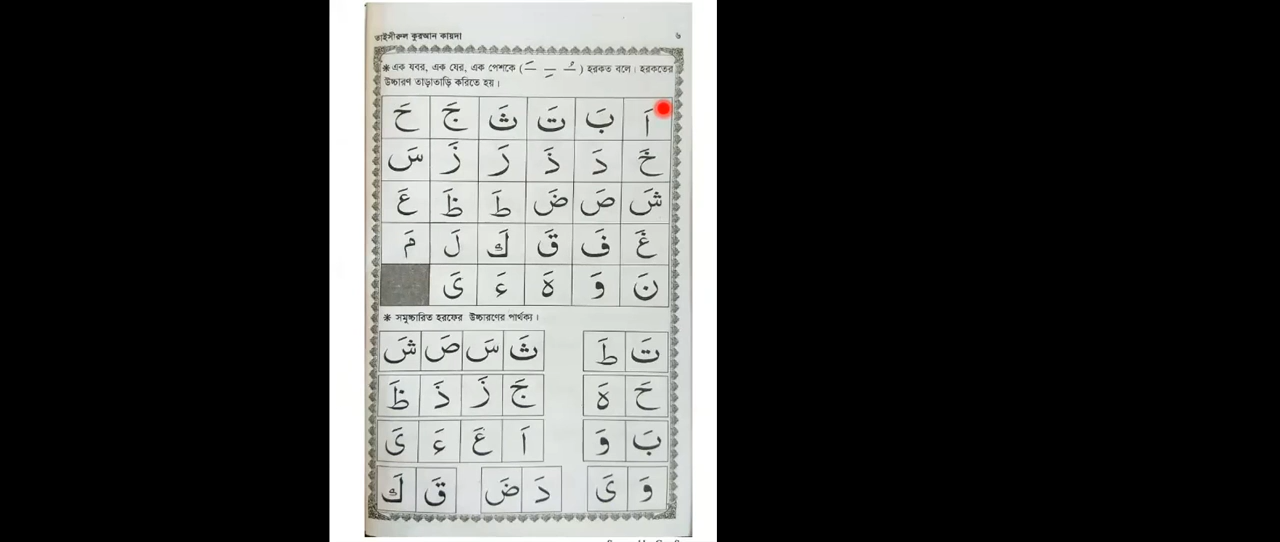 তাইসীরুল কুরআন কায়দা ৬
❋ এক যবর, এক যের, এক পেশকে ( ـَ ـِ ـُ ) হরকত বলে। হরকতের
উচ্চারণ তাড়াতাড়ি করিতে হয়।
اَ بَ تَ ثَ جَ حَ
خَ دَ ذَ رَ زَ سَ
شَ صَ ضَ طَ ظَ عَ
غَ فَ قَ كَ لَ مَ
نَ وَ هَ ءَ ىَ
❋ সমুচ্চারিত হরফের উচ্চারণের পার্থক্য।
تَ طَ ثَ سَ صَ شَ
حَ هَ جَ زَ ذَ ظَ
بَ وَ اَ عَ ءَ ىَ
وَ ىَ دَ ضَ قَ كَ